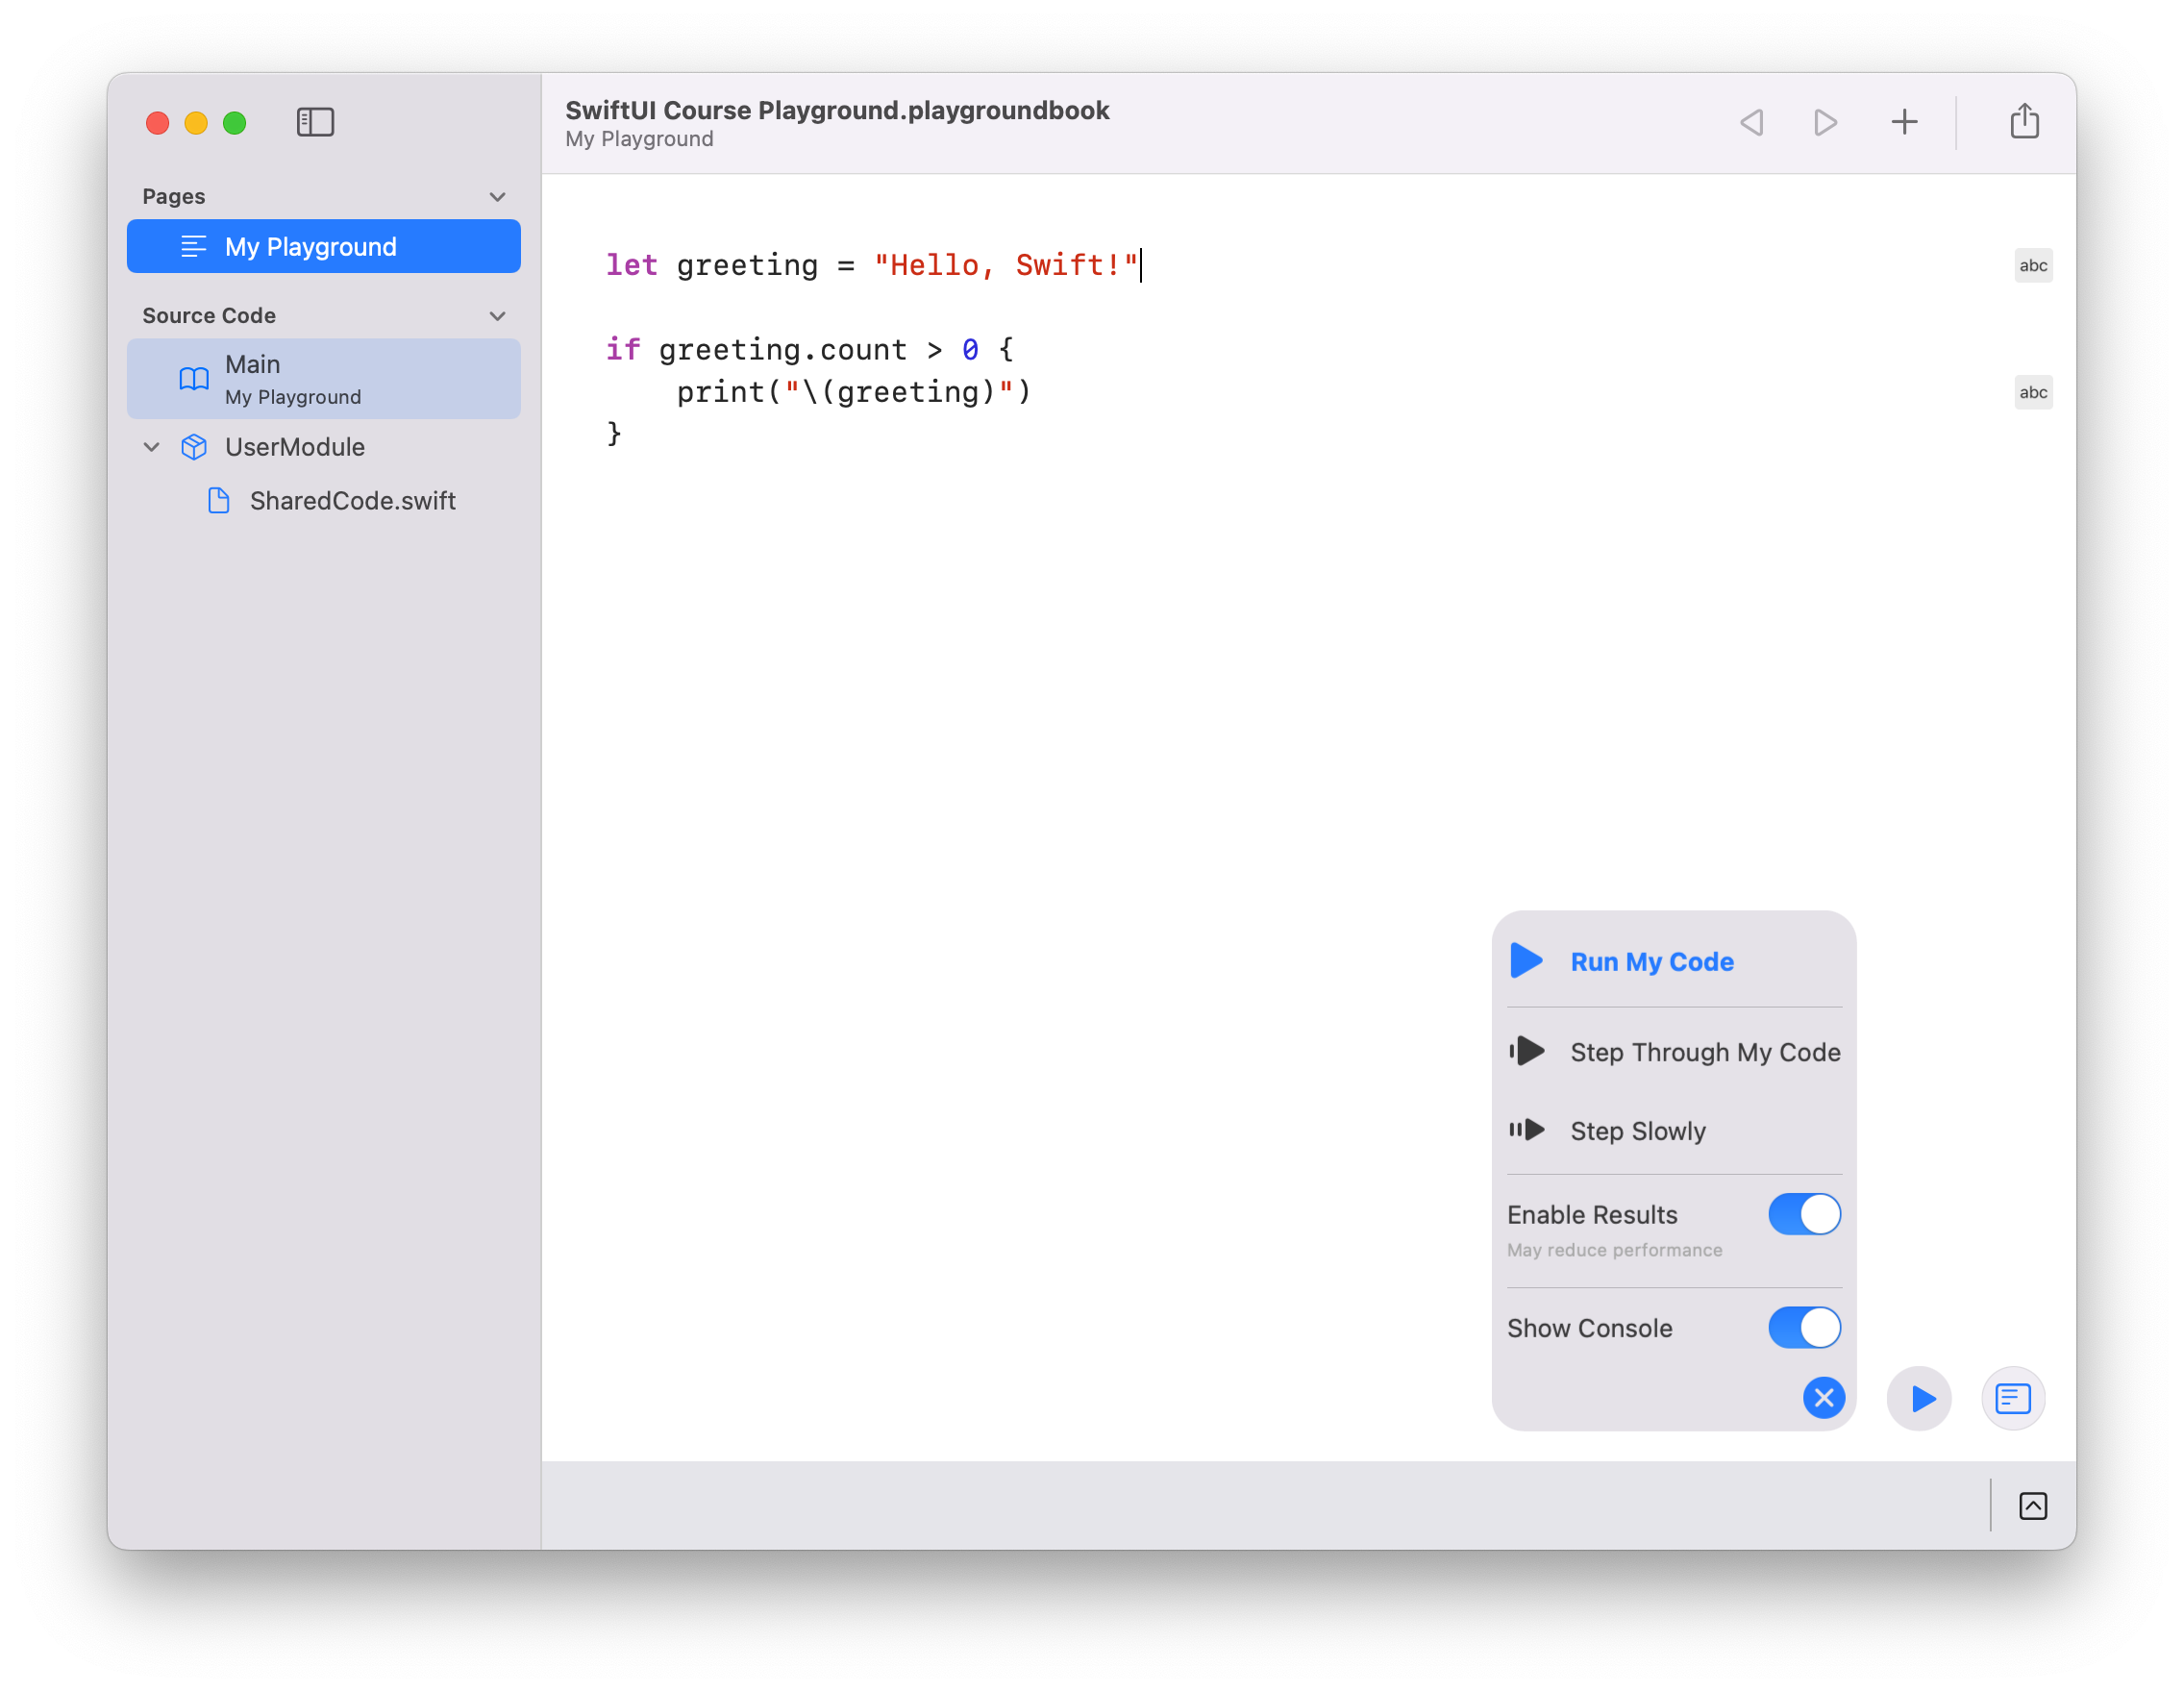 SwiftUI Course Playground.playgroundbook
My Playground
Pages
My Playground
Source Code
Main
My Playground
UserModule
SharedCode.swift
let greeting = "Hello, Swift!"
abc
if greeting.count > 0 {
    print("\(greeting)")
abc
}
Run My Code
Step Through My Code
Step Slowly
Enable Results
May reduce performance
Show Console